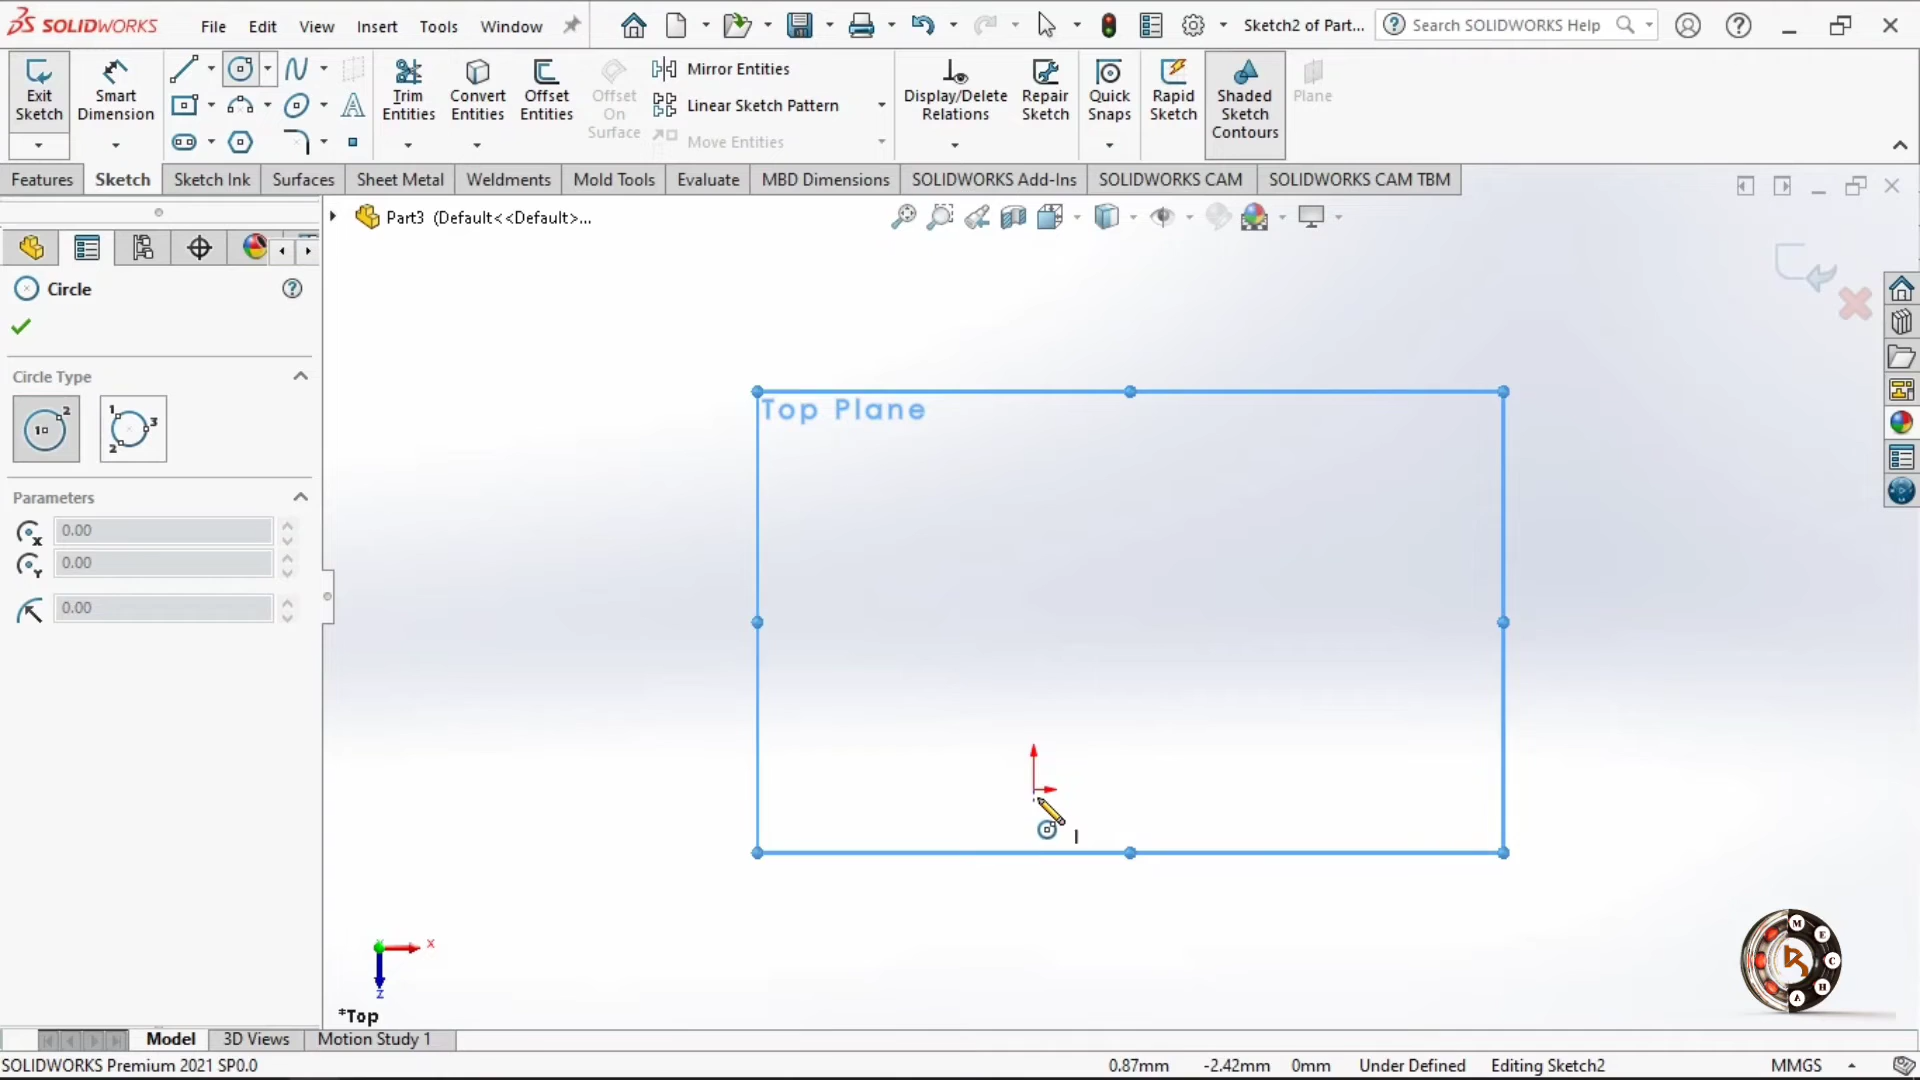 SOLIDWORKS File Edit View Insert Tools Window Sketch2 of Part... Search SOLIDWORKS Help
Exit Sketch
Smart Dimension
Trim Entities
Convert Entities
Offset Entities
Offset On Surface
Mirror Entities
Linear Sketch Pattern
Move Entities
Display/Delete Relations
Repair Sketch
Quick Snaps
Rapid Sketch
Shaded Sketch Contours
Plane
Features Sketch Sketch Ink Surfaces Sheet Metal Weldments Mold Tools Evaluate MBD Dimensions SOLIDWORKS Add-Ins SOLIDWORKS CAM SOLIDWORKS CAM TBM
Part3 (Default<<Default>...
Circle
Circle Type
1 2
1 2 3
Parameters
X 0.00
Y 0.00
0.00
Top Plane
X
Z
*Top
M E C H A
Model 3D Views Motion Study 1
SOLIDWORKS Premium 2021 SP0.0 0.87mm -2.42mm 0mm Under Defined Editing Sketch2 MMGS